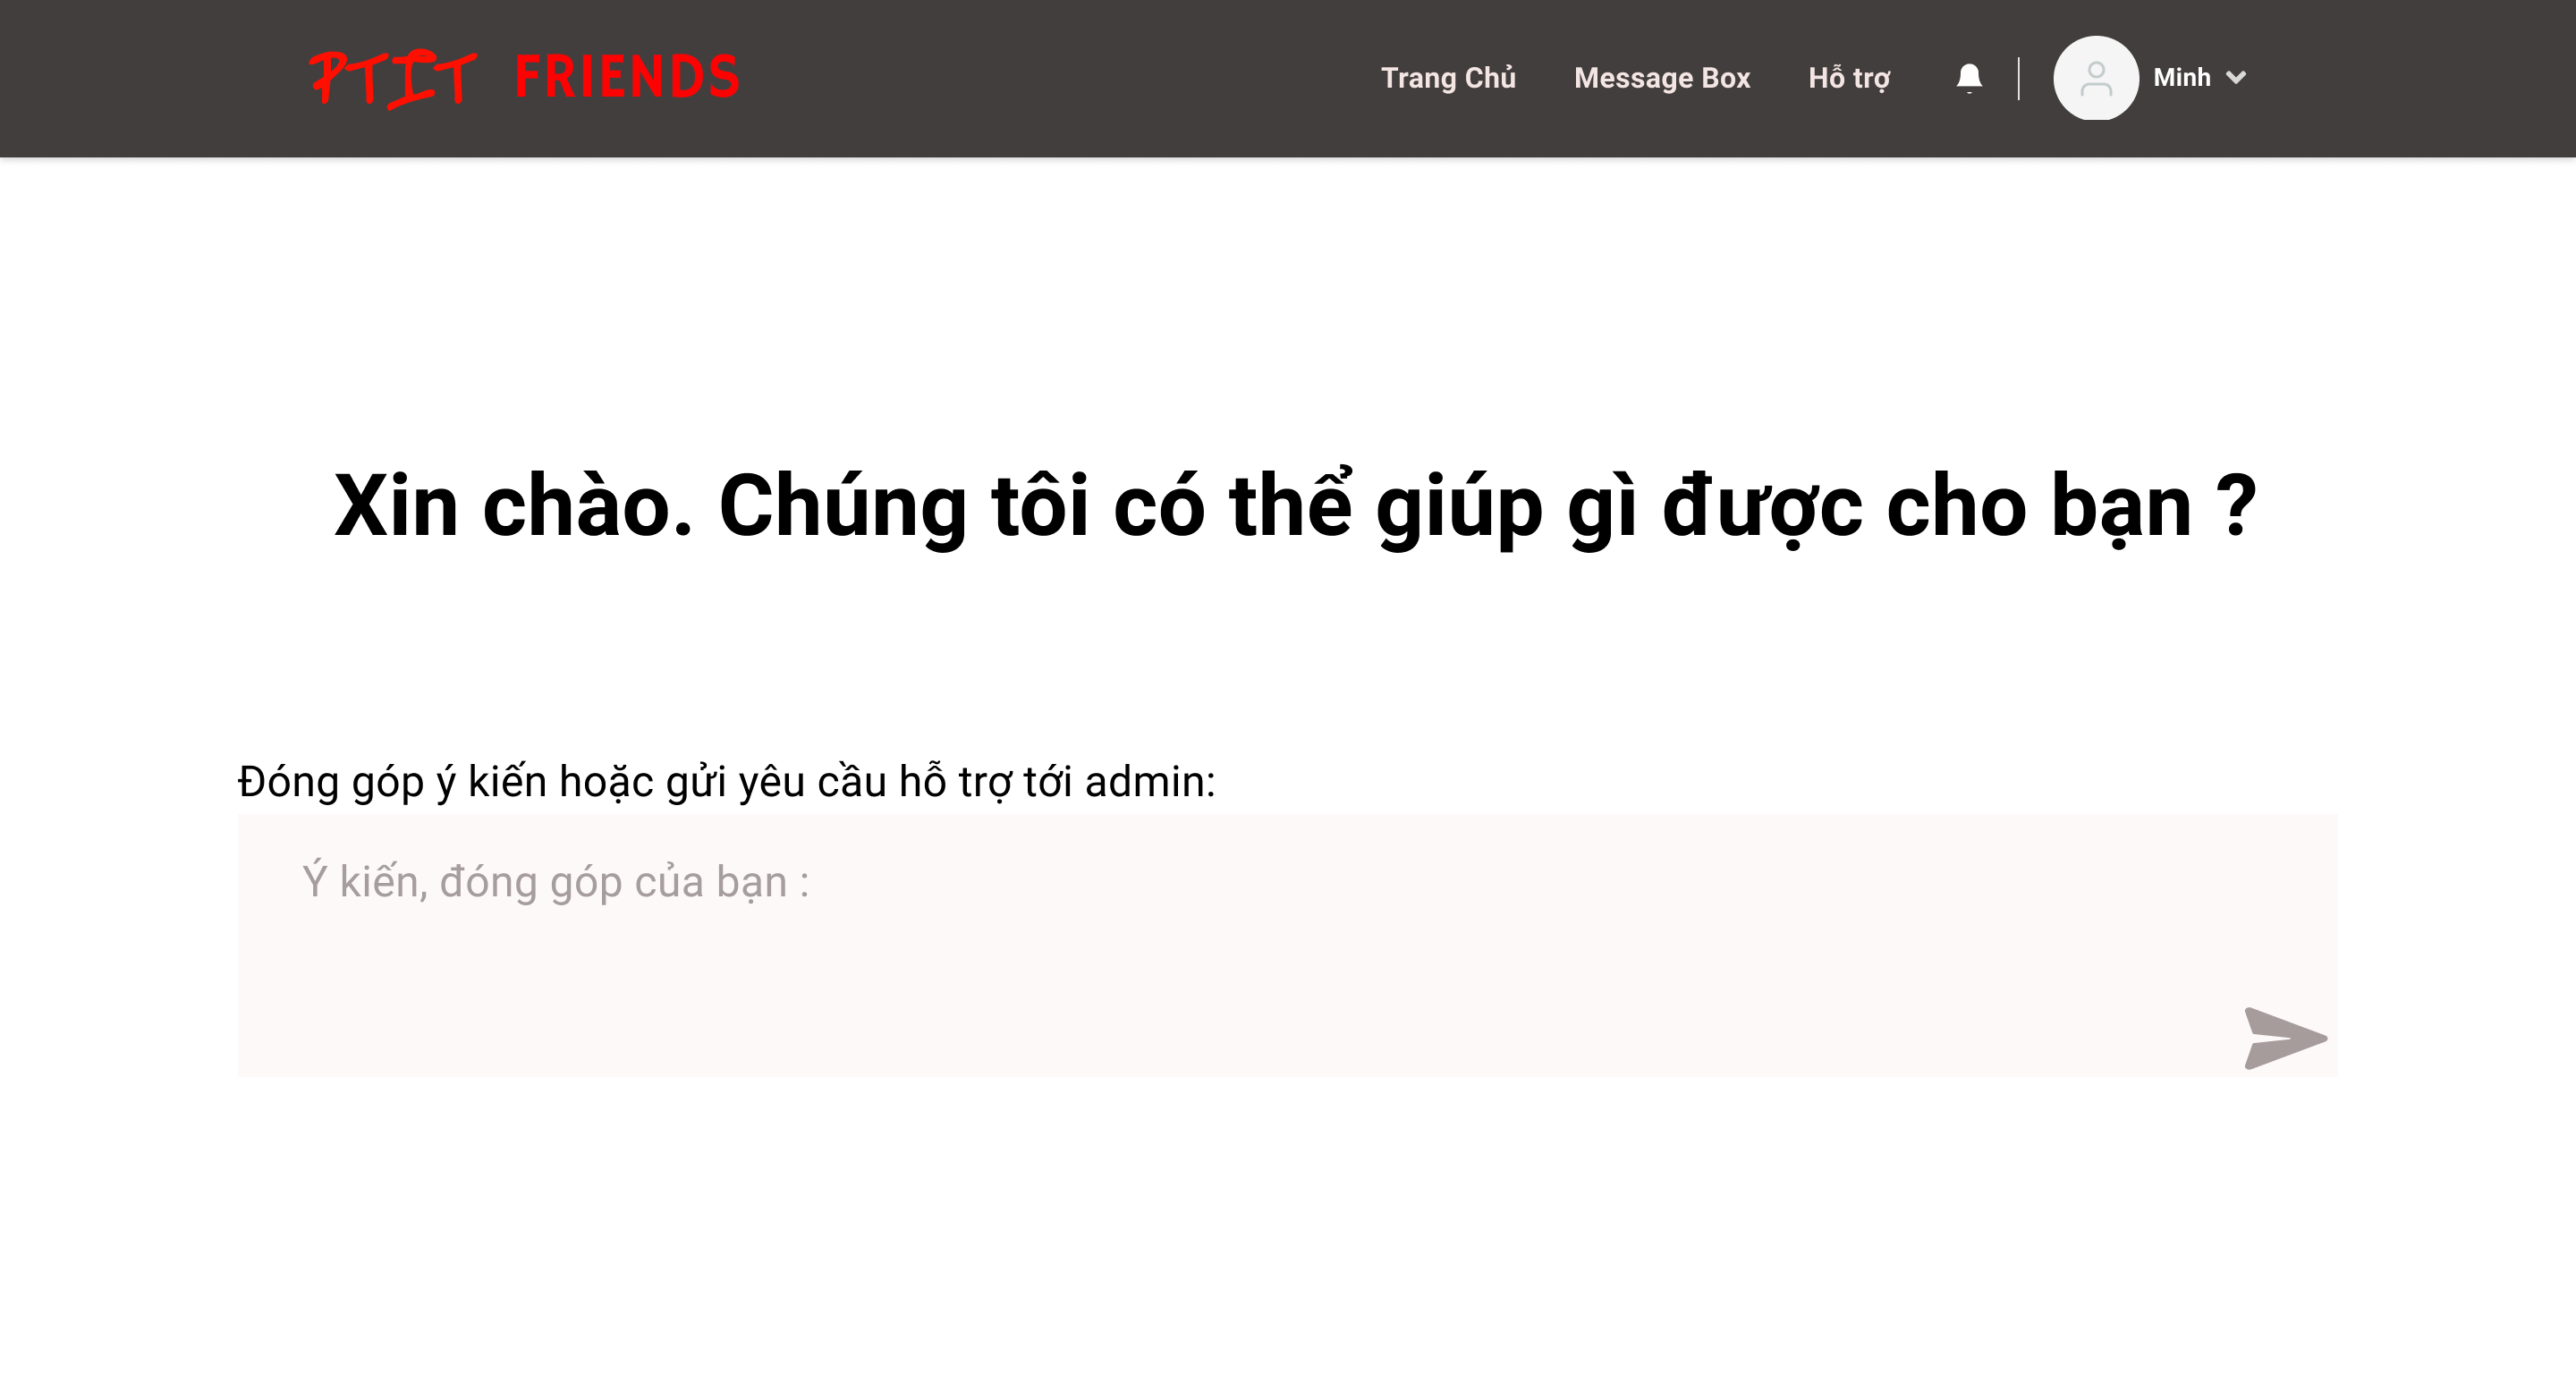 PTIT FRIENDS
Trang Chủ Message Box Hỗ trợ Minh
Xin chào. Chúng tôi có thể giúp gì được cho bạn ?
Đóng góp ý kiến hoặc gửi yêu cầu hỗ trợ tới admin:
Ý kiến, đóng góp của bạn :